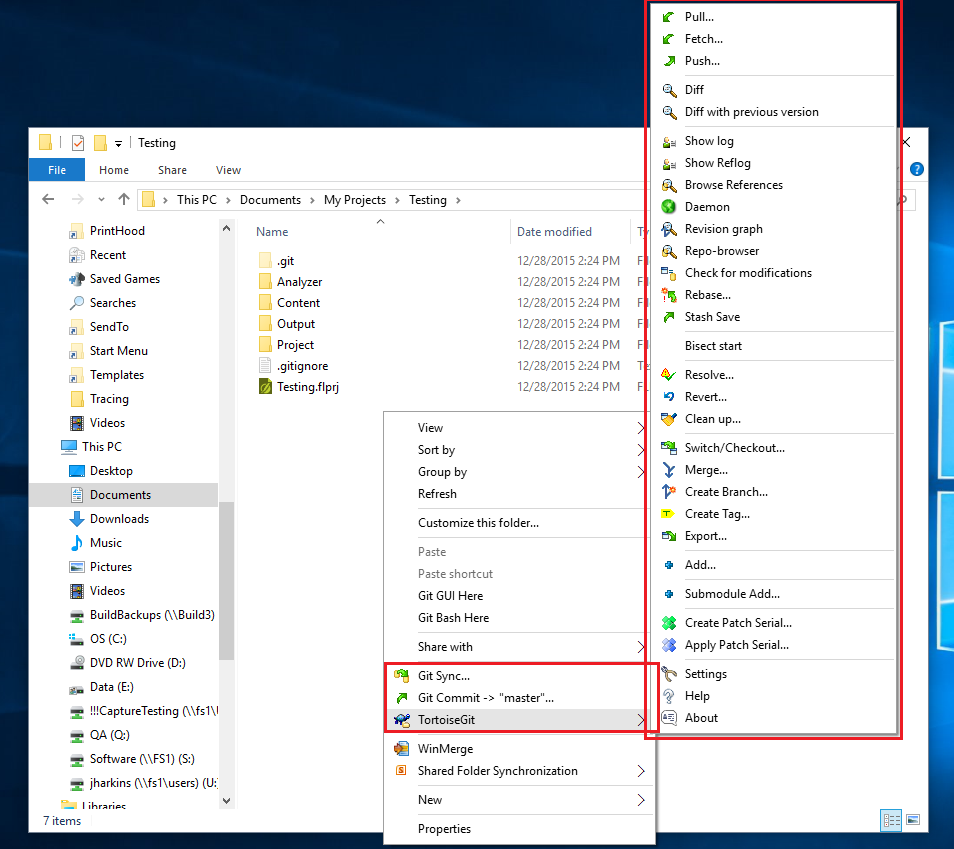 Testing
File Home Share View
This PC Documents My Projects Testing
PrintHood
Recent
Saved Games
Searches
SendTo
Start Menu
Templates
Tracing
Videos
This PC
Desktop
Documents
Downloads
Music
Pictures
Videos
BuildBackups (\\Build3)
OS (C:)
DVD RW Drive (D:)
Data (E:)
!!!CaptureTesting (\\fs1\
QA (Q:)
Software (\\FS1) (S:)
jharkins (\\fs1\users) (U:
Libraries
7 items
Name Date modified Ty
.git 12/28/2015 2:24 PM
Analyzer 12/28/2015 2:24 PM
Content 12/28/2015 2:24 PM
Output 12/28/2015 2:24 PM
Project 12/28/2015 2:24 PM
.gitignore 12/28/2015 2:24 PM
Testing.flprj 12/28/2015 2:24 PM
View
Sort by
Group by
Refresh
Customize this folder...
Paste
Paste shortcut
Git GUI Here
Git Bash Here
Share with
Git Sync...
Git Commit -> "master"...
TortoiseGit
WinMerge
Shared Folder Synchronization
New
Properties
Pull...
Fetch...
Push...
Diff
Diff with previous version
Show log
Show Reflog
Browse References
Daemon
Revision graph
Repo-browser
Check for modifications
Rebase...
Stash Save
Bisect start
Resolve...
Revert...
Clean up...
Switch/Checkout...
Merge...
Create Branch...
Create Tag...
Export...
Add...
Submodule Add...
Create Patch Serial...
Apply Patch Serial...
Settings
Help
About